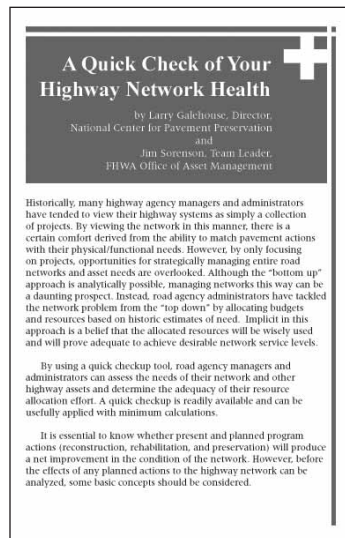 A Quick Check of Your
Highway Network Health
by Larry Galehouse, Director,
National Center for Pavement Preservation
and
Jim Sorenson, Team Leader,
FHWA Office of Asset Management
Historically, many highway agency managers and administrators
have tended to view their highway systems as simply a collection
of projects. By viewing the network in this manner, there is a
certain comfort derived from the ability to match pavement actions
with their physical/functional needs. However, by only focusing
on projects, opportunities for strategically managing entire road
networks and asset needs are overlooked. Although the “bottom up”
approach is analytically possible, managing networks this way can be
a daunting prospect. Instead, road agency administrators have tackled
the network problem from the “top down” by allocating budgets
and resources based on historic estimates of need. Implicit in this
approach is a belief that the allocated resources will be wisely used
and will prove adequate to achieve desirable network service levels.
By using a quick checkup tool, road agency managers and
administrators can assess the needs of their network and other
highway assets and determine the adequacy of their resource
allocation effort. A quick checkup is readily available and can be
usefully applied with minimum calculations.
It is essential to know whether present and planned program
actions (reconstruction, rehabilitation, and preservation) will produce
a net improvement in the condition of the network. However, before
the effects of any planned actions to the highway network can be
analyzed, some basic concepts should be considered.